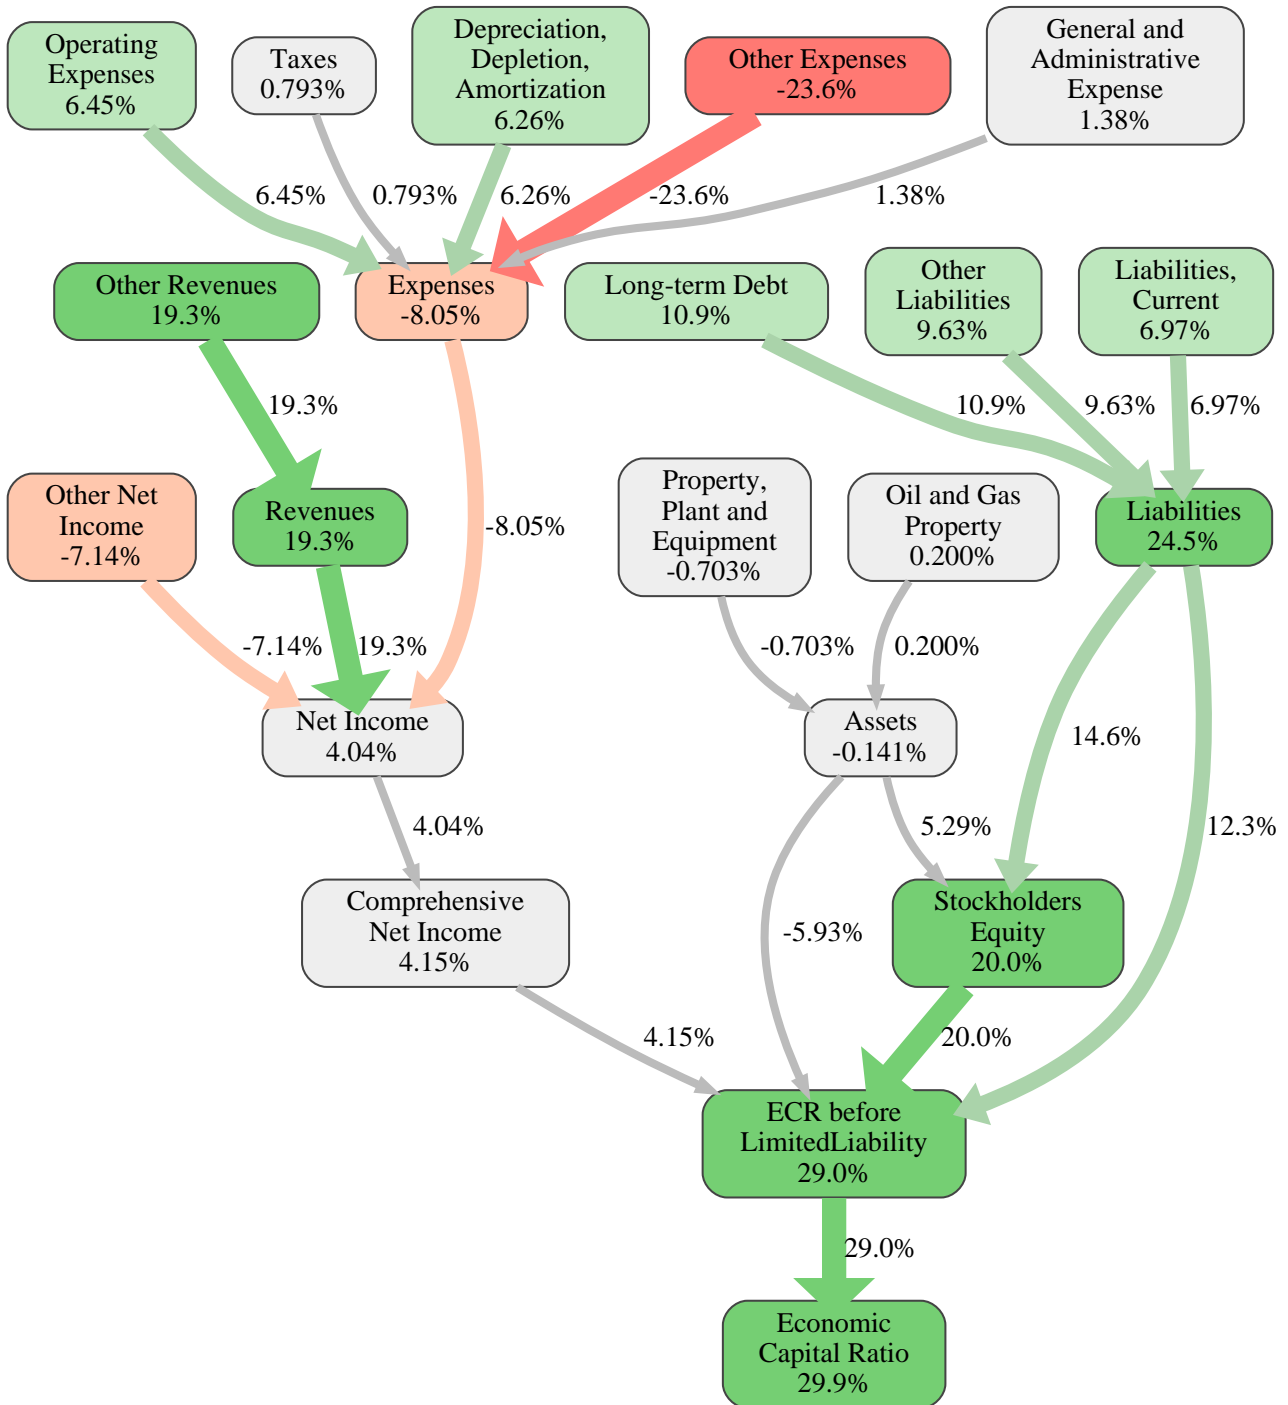 Operating
Expenses
6.45%
Taxes
0.793%
Depreciation,
Depletion,
Amortization
6.26%
Other Expenses
-23.6%
General and
Administrative
Expense
1.38%
6.45%
0.793%
6.26%
-23.6%
1.38%
Other Revenues
19.3%
Expenses
-8.05%
Long-term Debt
10.9%
Other
Liabilities
9.63%
Liabilities,
Current
6.97%
19.3%
10.9%
9.63%
6.97%
Other Net
Income
-7.14%
Revenues
19.3%
-8.05%
Property,
Plant and
Equipment
-0.703%
Oil and Gas
Property
0.200%
Liabilities
24.5%
-7.14%
19.3%
-0.703%
0.200%
Net Income
4.04%
Assets
-0.141%
14.6%
4.04%
5.29%
12.3%
Comprehensive
Net Income
4.15%
-5.93%
Stockholders
Equity
20.0%
4.15%
20.0%
ECR before
LimitedLiability
29.0%
29.0%
Economic
Capital Ratio
29.9%